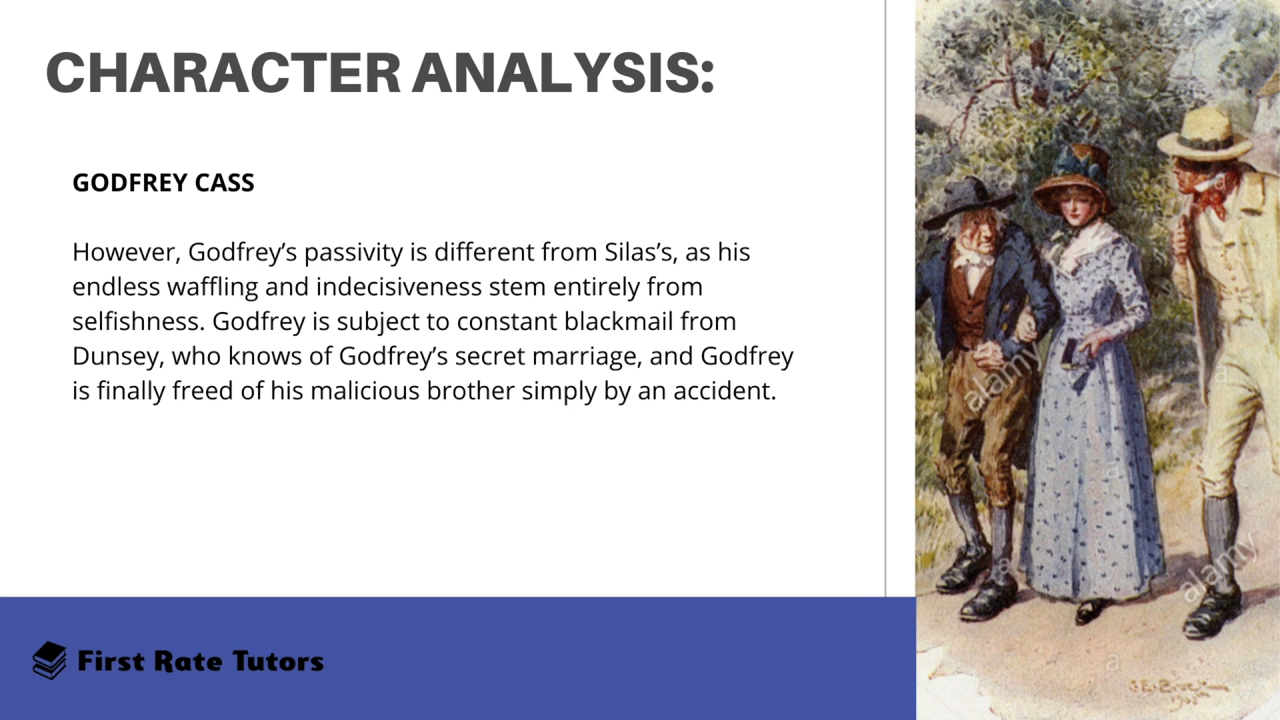 CHARACTER ANALYSIS:
GODFREY CASS
However, Godfrey’s passivity is different from Silas’s, as his
endless waffling and indecisiveness stem entirely from
selfishness. Godfrey is subject to constant blackmail from
Dunsey, who knows of Godfrey’s secret marriage, and Godfrey
is finally freed of his malicious brother simply by an accident.
First Rate Tutors
alamy
alamy
a
a
a
a